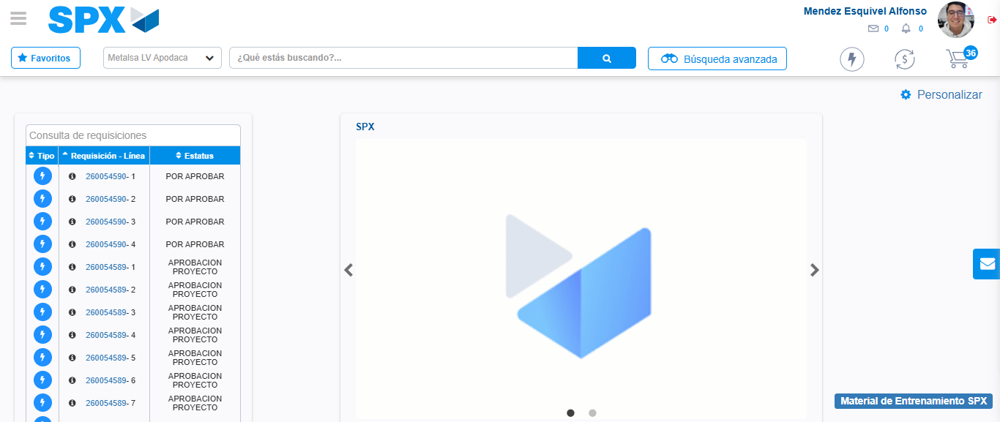 SPX
Mendez Esquivel Alfonso
0 0
Favoritos
Metalsa LV Apodaca
¿Qué estás buscando?...
Búsqueda avanzada
$
36
Personalizar
Consulta de requisiciones
Tipo Requisición - Línea Estatus
260054590- 1 POR APROBAR
260054590- 2 POR APROBAR
260054590- 3 POR APROBAR
260054590- 4 POR APROBAR
260054589- 1 APROBACION
PROYECTO
260054589- 2 APROBACION
PROYECTO
260054589- 3 APROBACION
PROYECTO
260054589- 4 APROBACION
PROYECTO
260054589- 5 APROBACION
PROYECTO
260054589- 6 APROBACION
PROYECTO
260054589- 7 APROBACION
PROYECTO
SPX
Material de Entrenamiento SPX